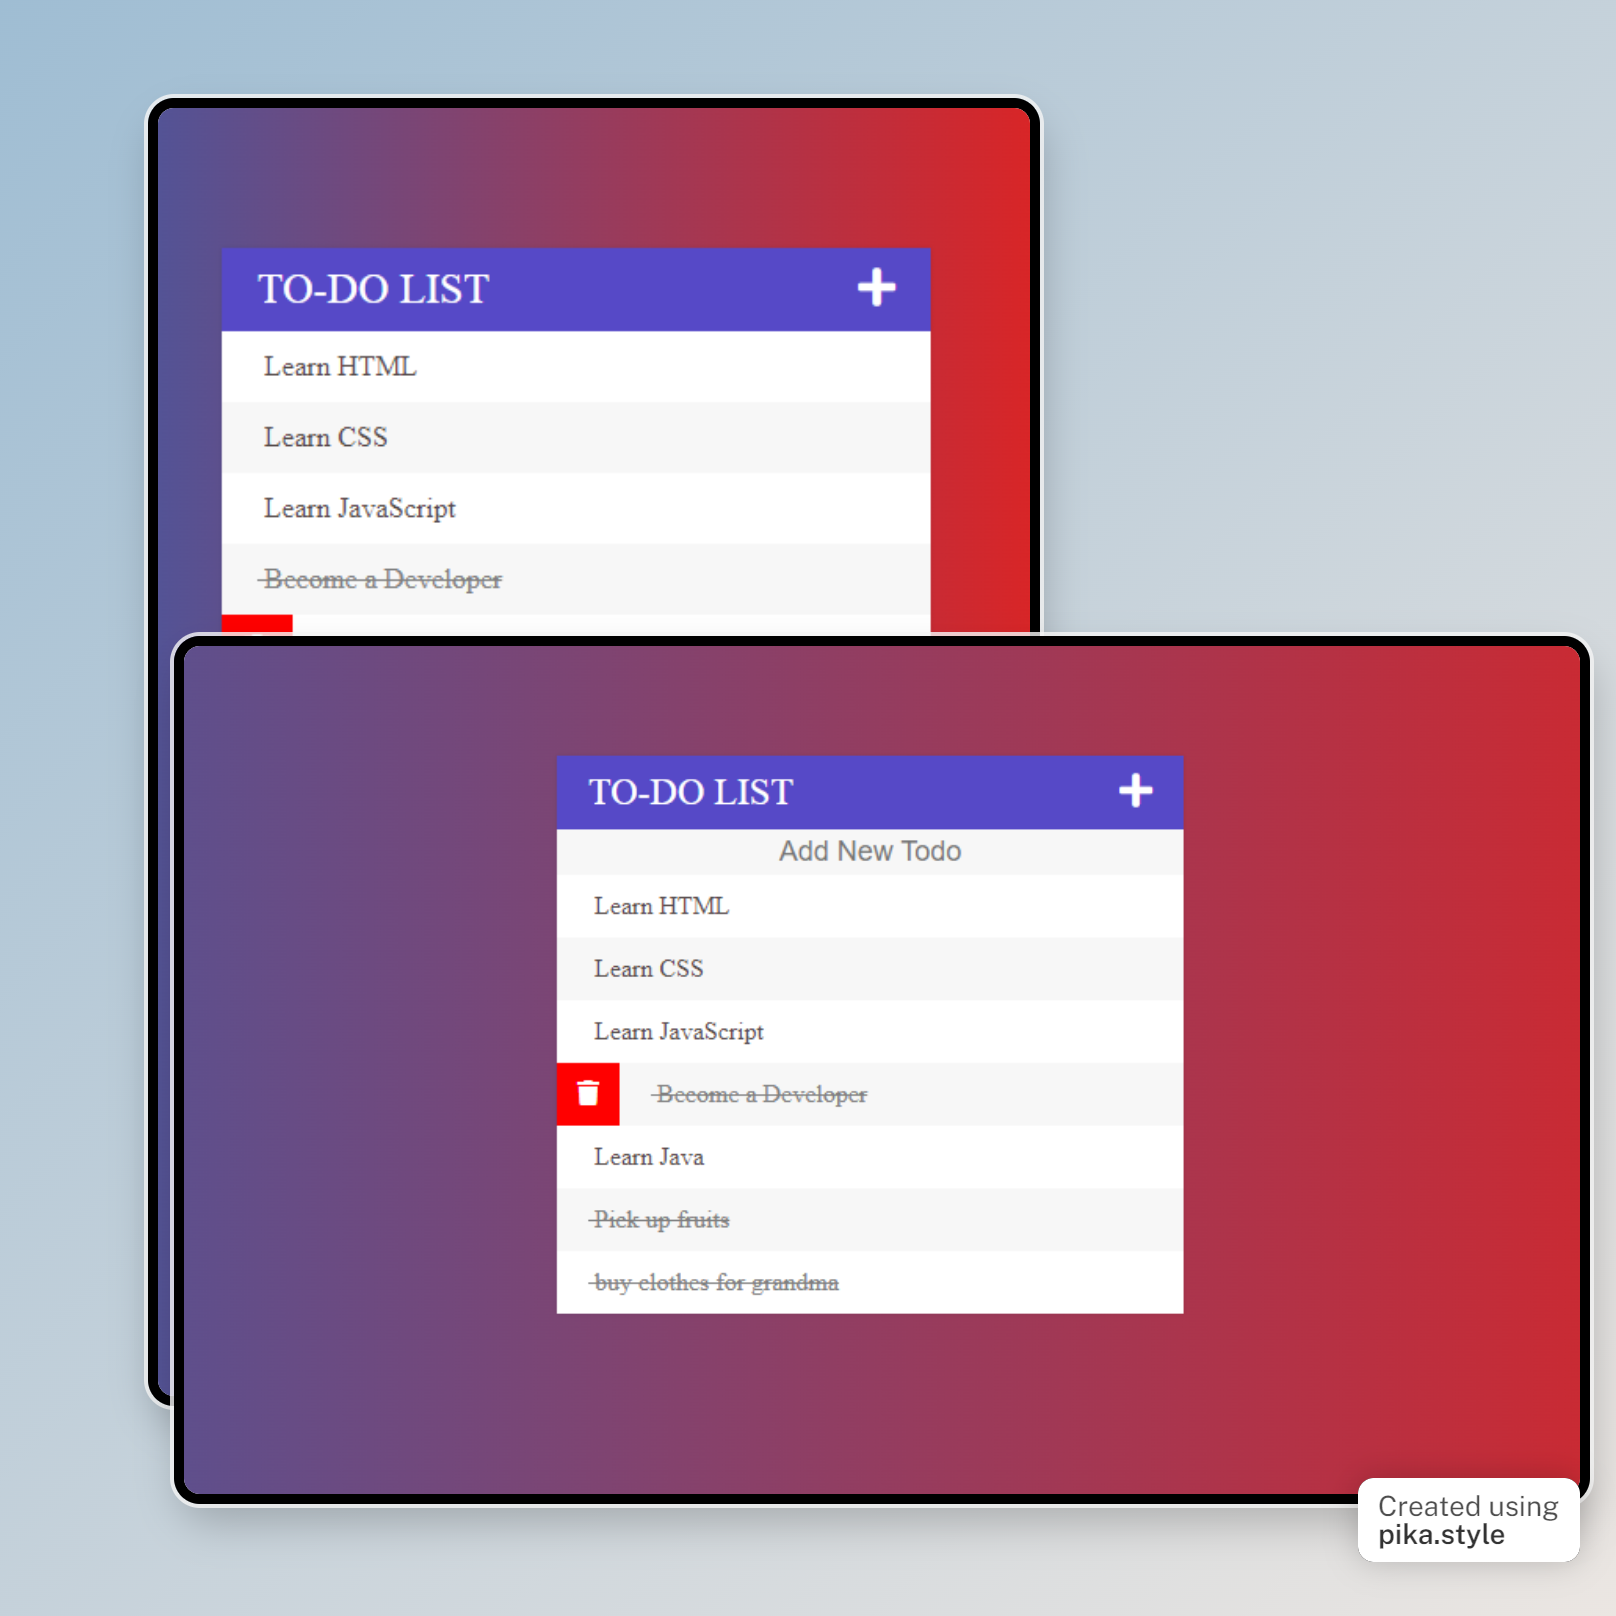 TO-DO LIST
Learn HTML
Learn CSS
Learn JavaScript
Become a Developer
TO-DO LIST
Add New Todo
Learn HTML
Learn CSS
Learn JavaScript
Become a Developer
Learn Java
Pick up fruits
buy clothes for grandma
Created using
pika.style